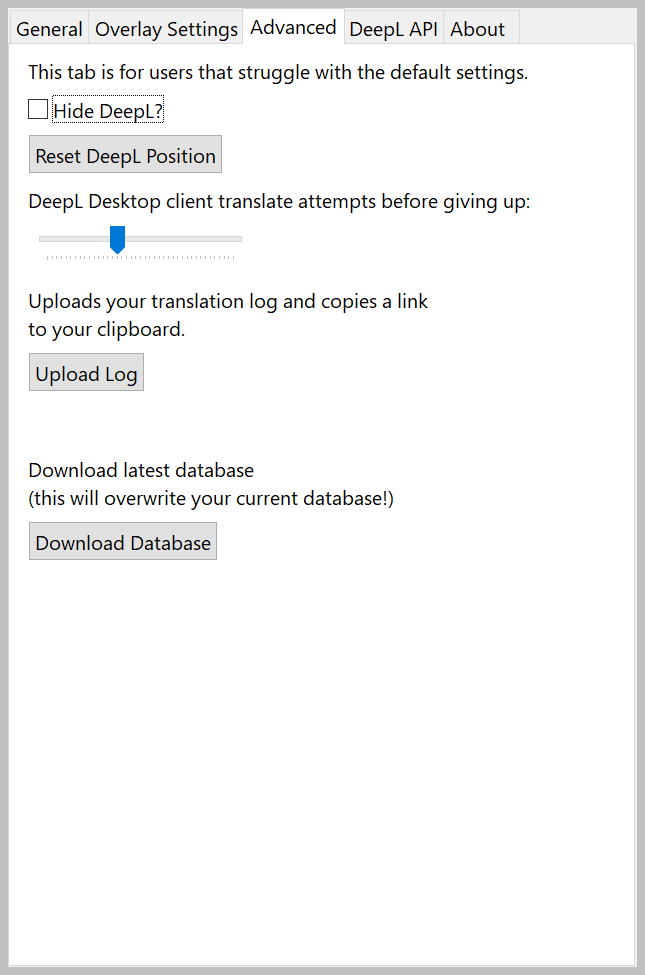 General Overlay Settings Advanced DeepL API About
This tab is for users that struggle with the default settings.
Hide DeepL?
Reset DeepL Position
DeepL Desktop client translate attempts before giving up:
Uploads your translation log and copies a link
to your clipboard.
Upload Log
Download latest database
(this will overwrite your current database!)
Download Database